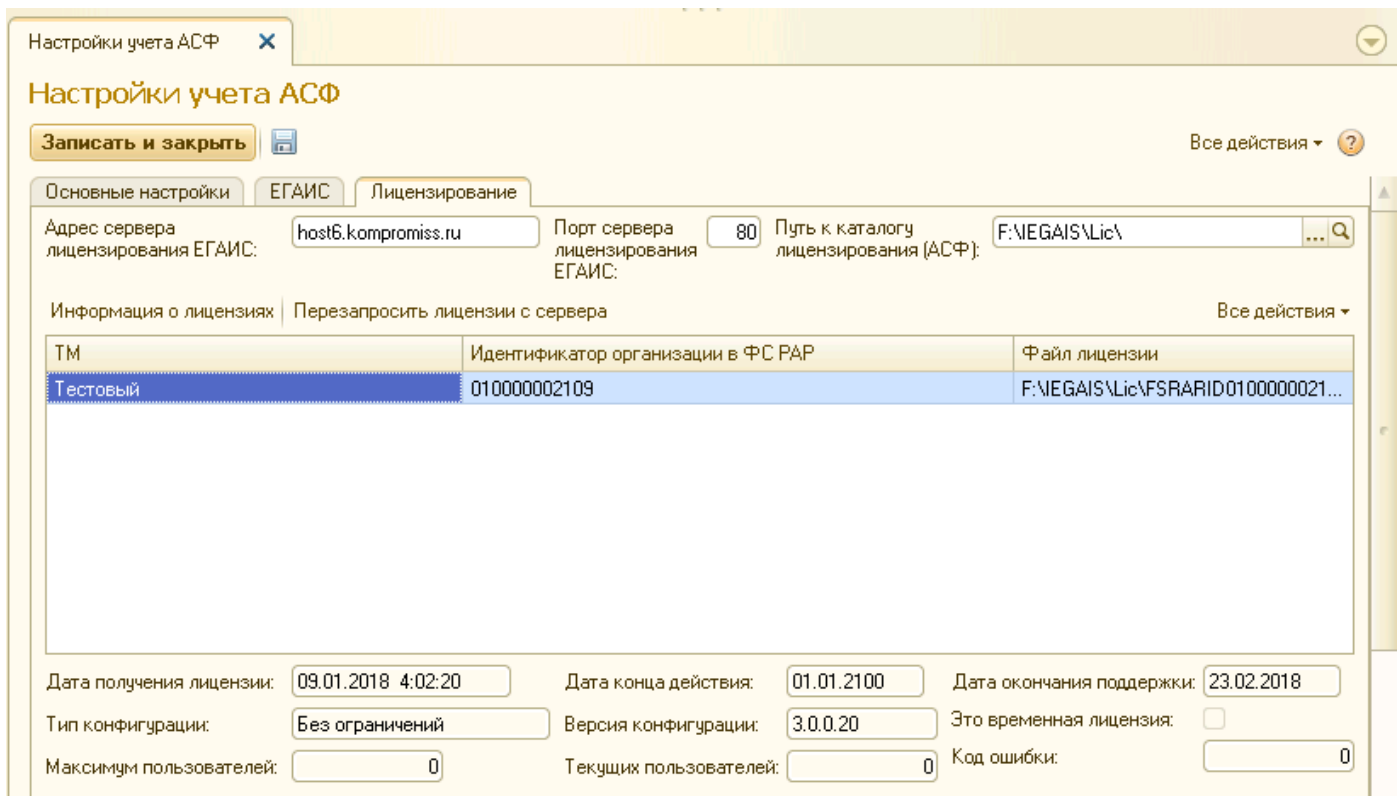 Настройки учета АСФ
Настройки учета АСФ
Записать и закрыть
Все действия
Основные настройки ЕГАИС Лицензирование
Адрес сервера лицензирования ЕГАИС: host6.kompromiss.ru Порт сервера лицензирования ЕГАИС: 80 Путь к каталогу лицензирования (АСФ): F:\IEGAIS\Lic\ ...
Информация о лицензиях Перезапросить лицензии с сервера Все действия
ТМ Идентификатор организации в ФС РАР Файл лицензии
Тестовый 010000002109 F:\IEGAIS\Lic\FSRARID0100000021...
Дата получения лицензии: 09.01.2018 4:02:20 Дата конца действия: 01.01.2100 Дата окончания поддержки: 23.02.2018
Тип конфигурации: Без ограничений Версия конфигурации: 3.0.0.20 Это временная лицензия:
Максимум пользователей: 0 Текущих пользователей: 0 Код ошибки: 0